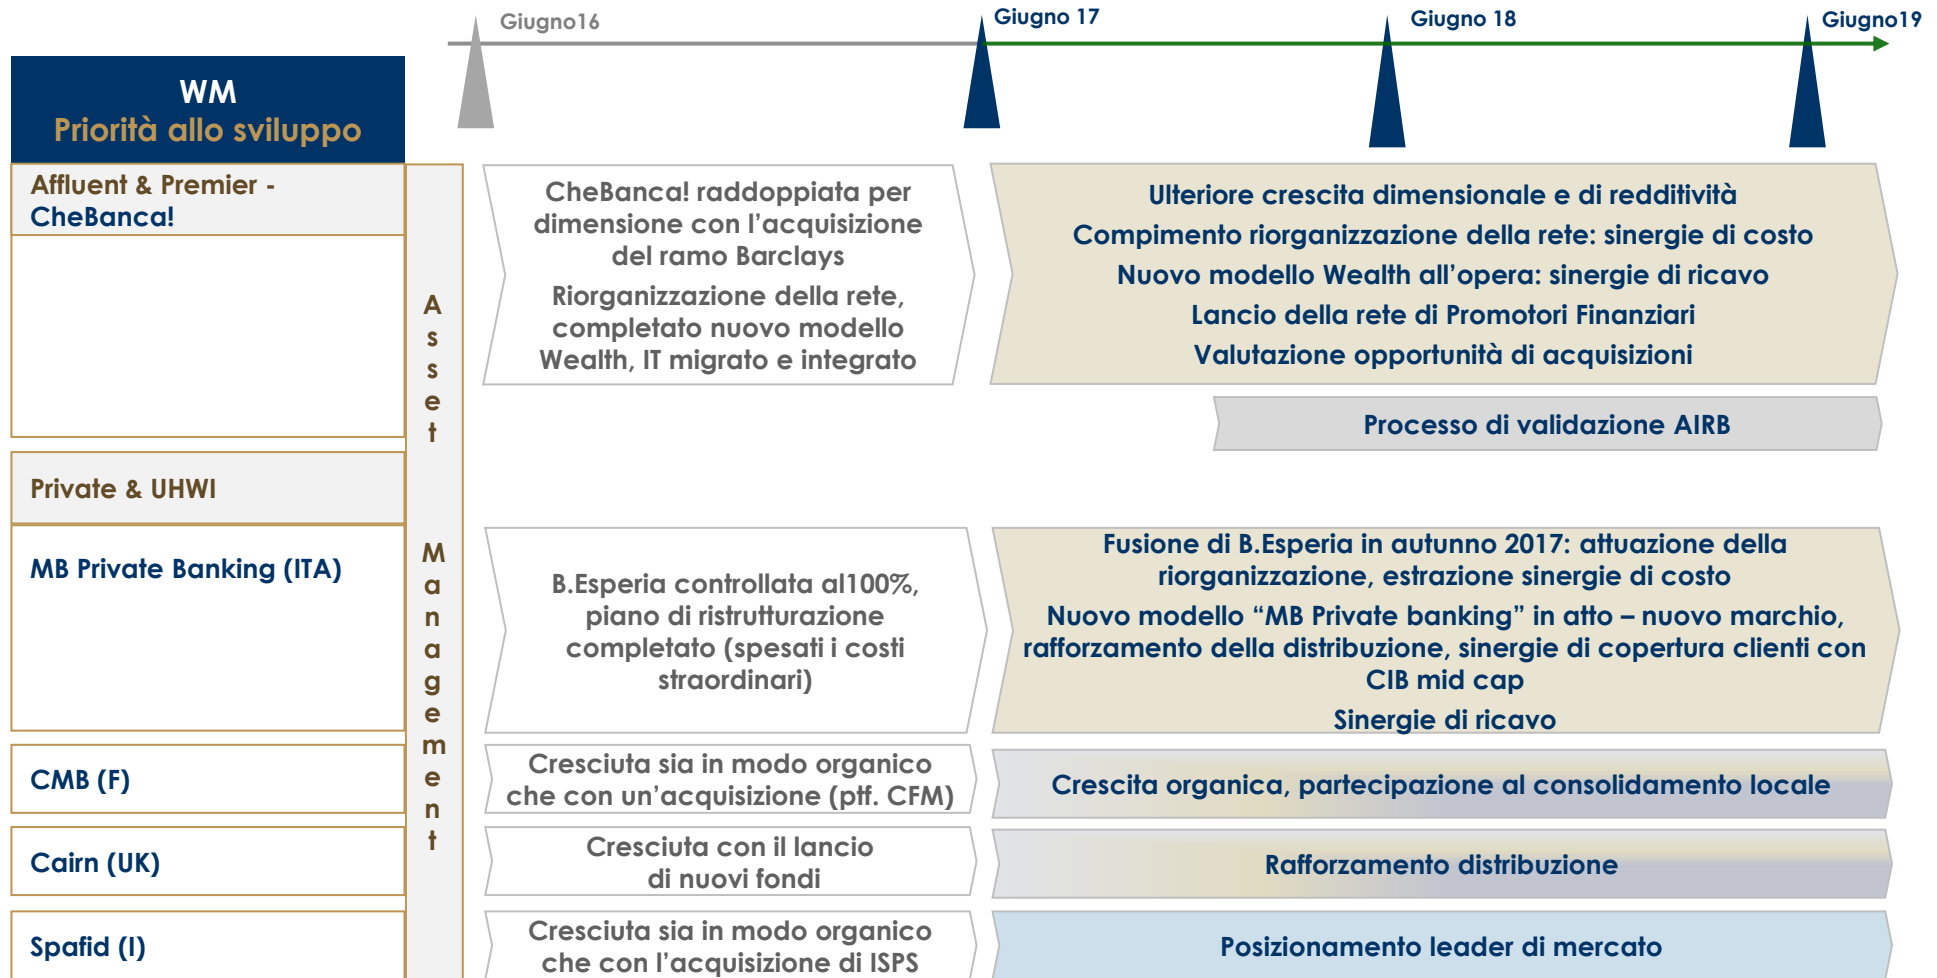 Giugno16
Giugno 17
Giugno 18
Giugno19
WM
Priorità allo sviluppo
Affluent & Premier -
CheBanca!
Asset Management
CheBanca! raddoppiata per
dimensione con l'acquisizione
del ramo Barclays
Riorganizzazione della rete,
completato nuovo modello
Wealth, IT migrato e integrato
Ulteriore crescita dimensionale e di redditività
Compimento riorganizzazione della rete: sinergie di costo
Nuovo modello Wealth all'opera: sinergie di ricavo
Lancio della rete di Promotori Finanziari
Valutazione opportunità di acquisizioni
Processo di validazione AIRB
Private & UHWI
MB Private Banking (ITA)
B.Esperia controllata al100%,
piano di ristrutturazione
completato (spesati i costi
straordinari)
Fusione di B.Esperia in autunno 2017: attuazione della
riorganizzazione, estrazione sinergie di costo
Nuovo modello “MB Private banking” in atto – nuovo marchio,
rafforzamento della distribuzione, sinergie di copertura clienti con
CIB mid cap
Sinergie di ricavo
CMB (F)
Cresciuta sia in modo organico
che con un'acquisizione (ptf. CFM)
Crescita organica, partecipazione al consolidamento locale
Cairn (UK)
Cresciuta con il lancio
di nuovi fondi
Rafforzamento distribuzione
Spafid (I)
Cresciuta sia in modo organico
che con l'acquisizione di ISPS
Posizionamento leader di mercato